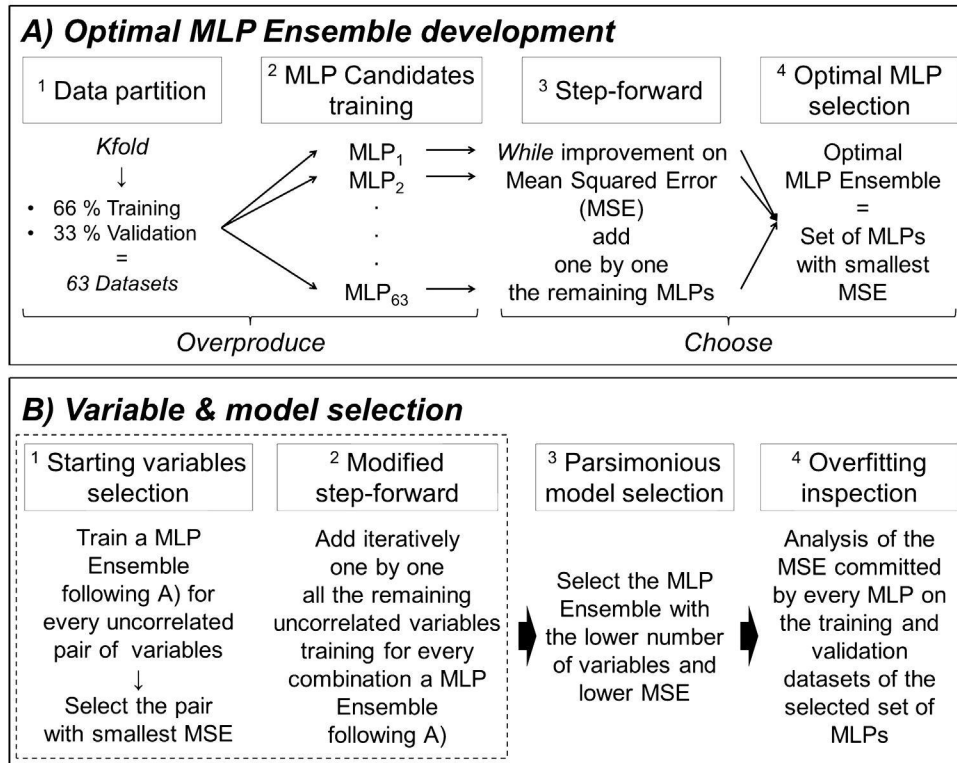 A) Optimal MLP Ensemble development
1 Data partition
Kfold
↓
• 66 % Training
• 33 % Validation
=
63 Datasets
2 MLP Candidates
training
MLP1
MLP2
.
.
.
MLP63
3 Step-forward
While improvement on
Mean Squared Error
(MSE)
add
one by one
the remaining MLPs
4 Optimal MLP
selection
Optimal
MLP Ensemble
=
Set of MLPs
with smallest
MSE
Overproduce
Choose
B) Variable & model selection
1 Starting variables
selection
Train a MLP
Ensemble
following A) for
every uncorrelated
pair of variables
↓
Select the pair
with smallest MSE
2 Modified
step-forward
Add iteratively
one by one
all the remaining
uncorrelated variables
training for every
combination a MLP
Ensemble
following A)
3 Parsimonious
model selection
Select the MLP
Ensemble with
the lower number
of variables and
lower MSE
4 Overfitting
inspection
Analysis of the
MSE committed
by every MLP on
the training and
validation
datasets of the
selected set of
MLPs